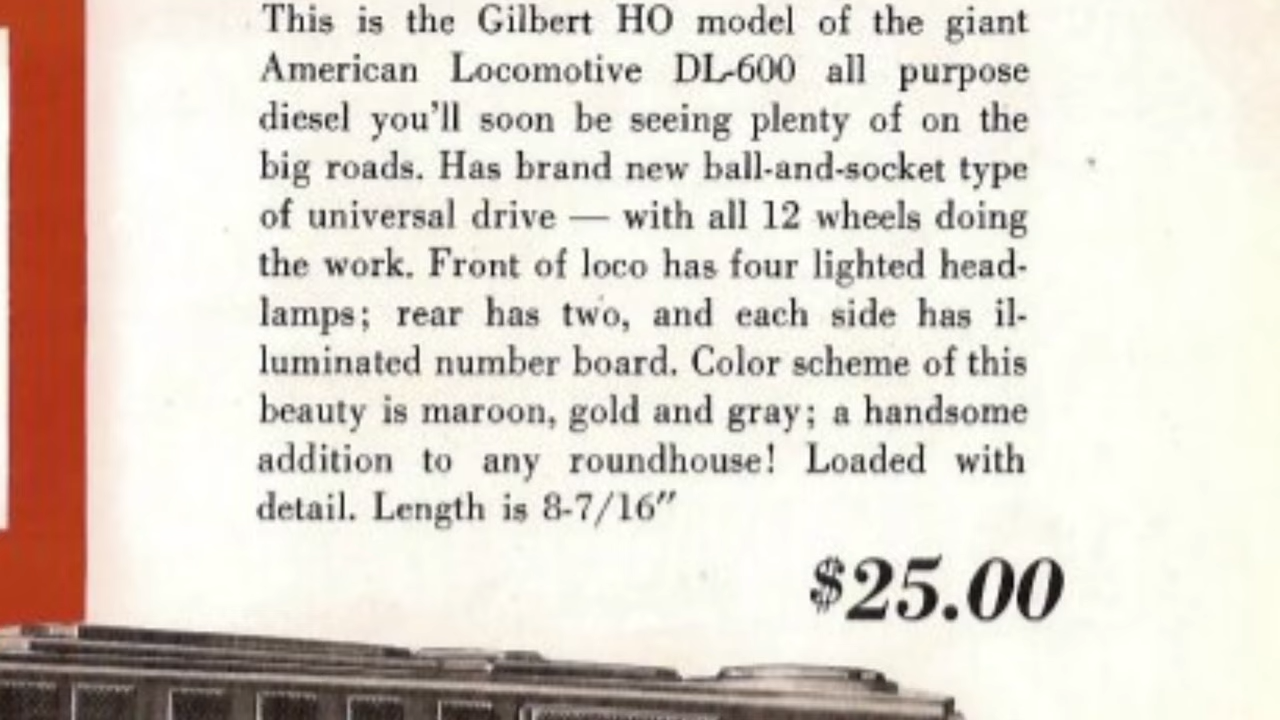 This is the Gilbert HO model of the giant
American Locomotive DL-600 all purpose
diesel you'll soon be seeing plenty of on the
big roads. Has brand new ball-and-socket type
of universal drive — with all 12 wheels doing
the work. Front of loco has four lighted head-
lamps; rear has two, and each side has il-
luminated number board. Color scheme of this
beauty is maroon, gold and gray; a handsome
addition to any roundhouse! Loaded with
detail. Length is 8-7/16″
$25.00